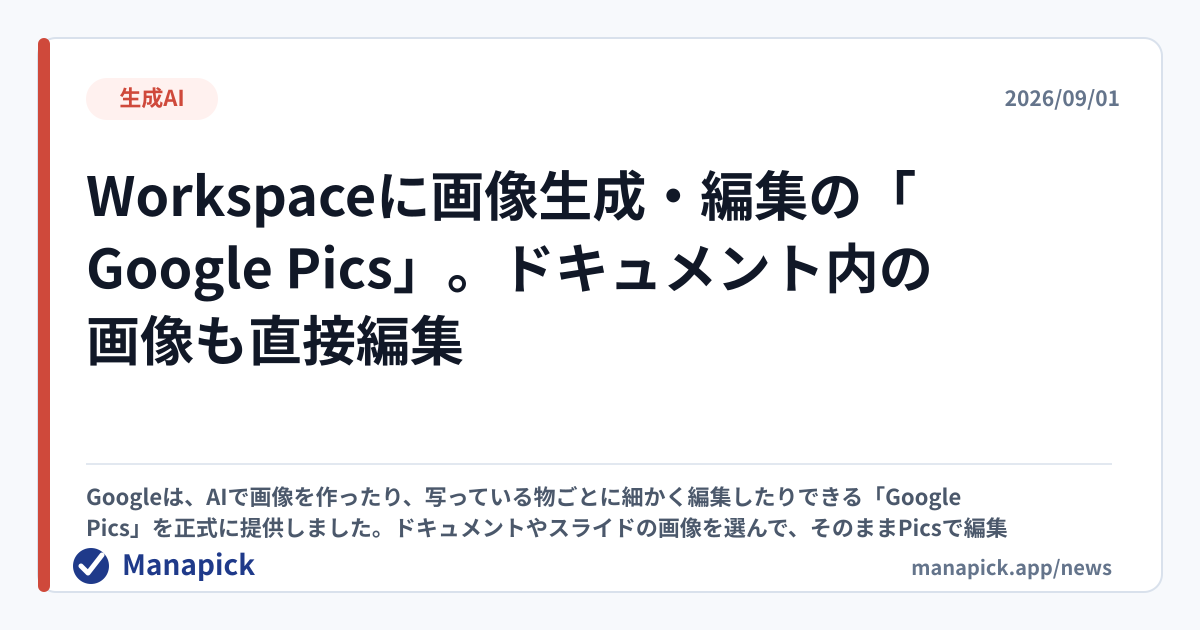 生成AI
2026/09/01
Workspaceに画像生成・編集の「
Google Pics」。ドキュメント内の
画像も直接編集
Googleは、AIで画像を作ったり、写っている物ごとに細かく編集したりできる「Google
Pics」を正式に提供しました。ドキュメントやスライドの画像を選んで、そのままPicsで編集
Manapick
manapick.app/news